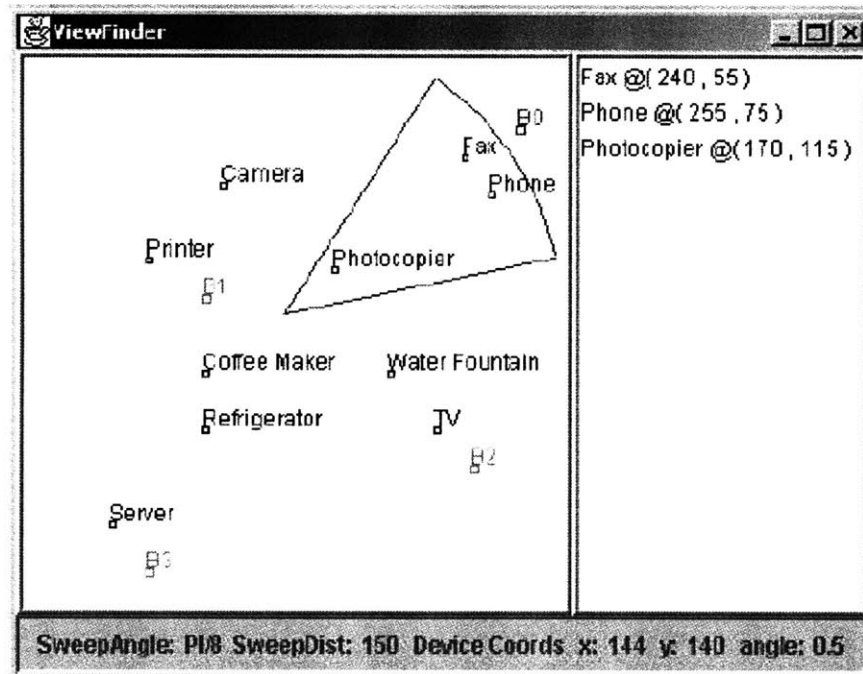 ViewFinder
Fax @( 240 , 55)
Phone @( 255 , 75)
Photocopier @(170 , 115)
B0
Fax
Camera
Phone
Printer
Photocopier
B1
Coffee Maker
Water Fountain
Refrigerator
TV
B2
Server
B3
SweepAngle: PI/8 SweepDist: 150 Device Coords x: 144 y: 140 angle: 0.5